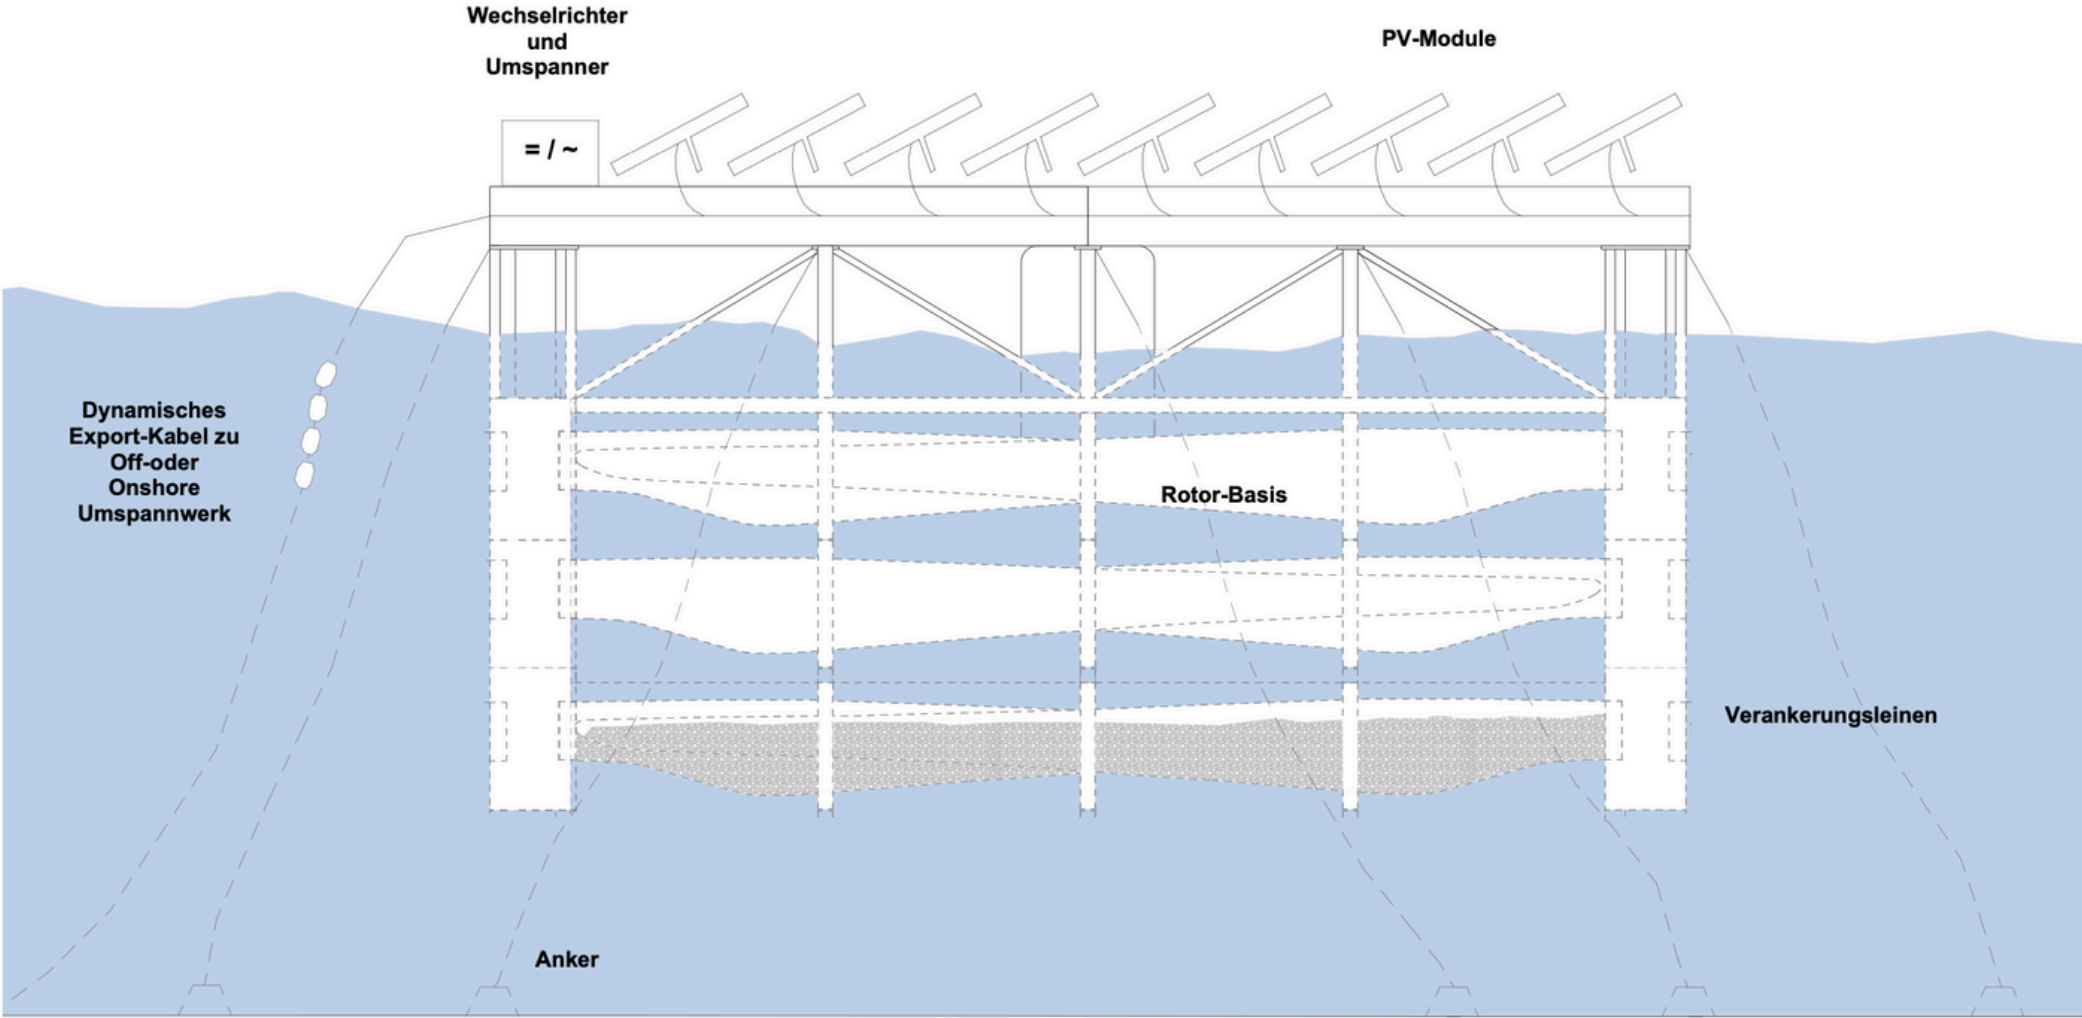 Wechselrichter
und
Umspanner
PV-Module
= / ~
Dynamisches
Export-Kabel zu
Off-oder
Onshore
Umspannwerk
Rotor-Basis
Verankerungsleinen
Anker